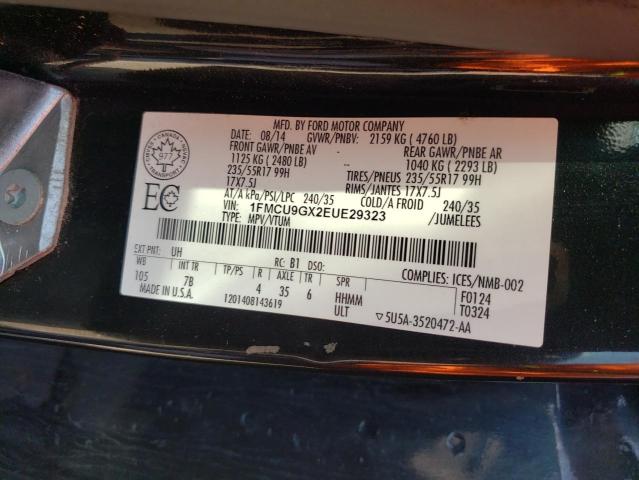 MFD. BY FORD MOTOR COMPANY
DATE: 08/14 GVWR/PNBV: 2159 KG ( 4760 LB)
FRONT GAWR/PNBE AV - REAR GAWR/PNBE AR
1125 KG ( 2480 LB) 1040 KG ( 2293 LB)
235/55R17 99H TIRES/PNEUS 235/55R17 99H
17X7.5J RIMS/JANTES 17X7.5J
AT/A kPa/PSI/LPC 240/35 COLD/A FROID 240/35
VIN: 1FMCU9GX2EUE29323 /JUMELEES
TYPE: MPV/VTUM
CANADA
977
TRANSPORT
EC
EXT PNT: UH RC: B1 DSO: COMPLIES: ICES/NMB-002
WB INT TR TP/PS R AXLE TR SPR F0124
105 7B 4 35 6 HHMM T0324
MADE IN U.S.A. 1201408143619 ULT ▽5U5A-3520472-AA